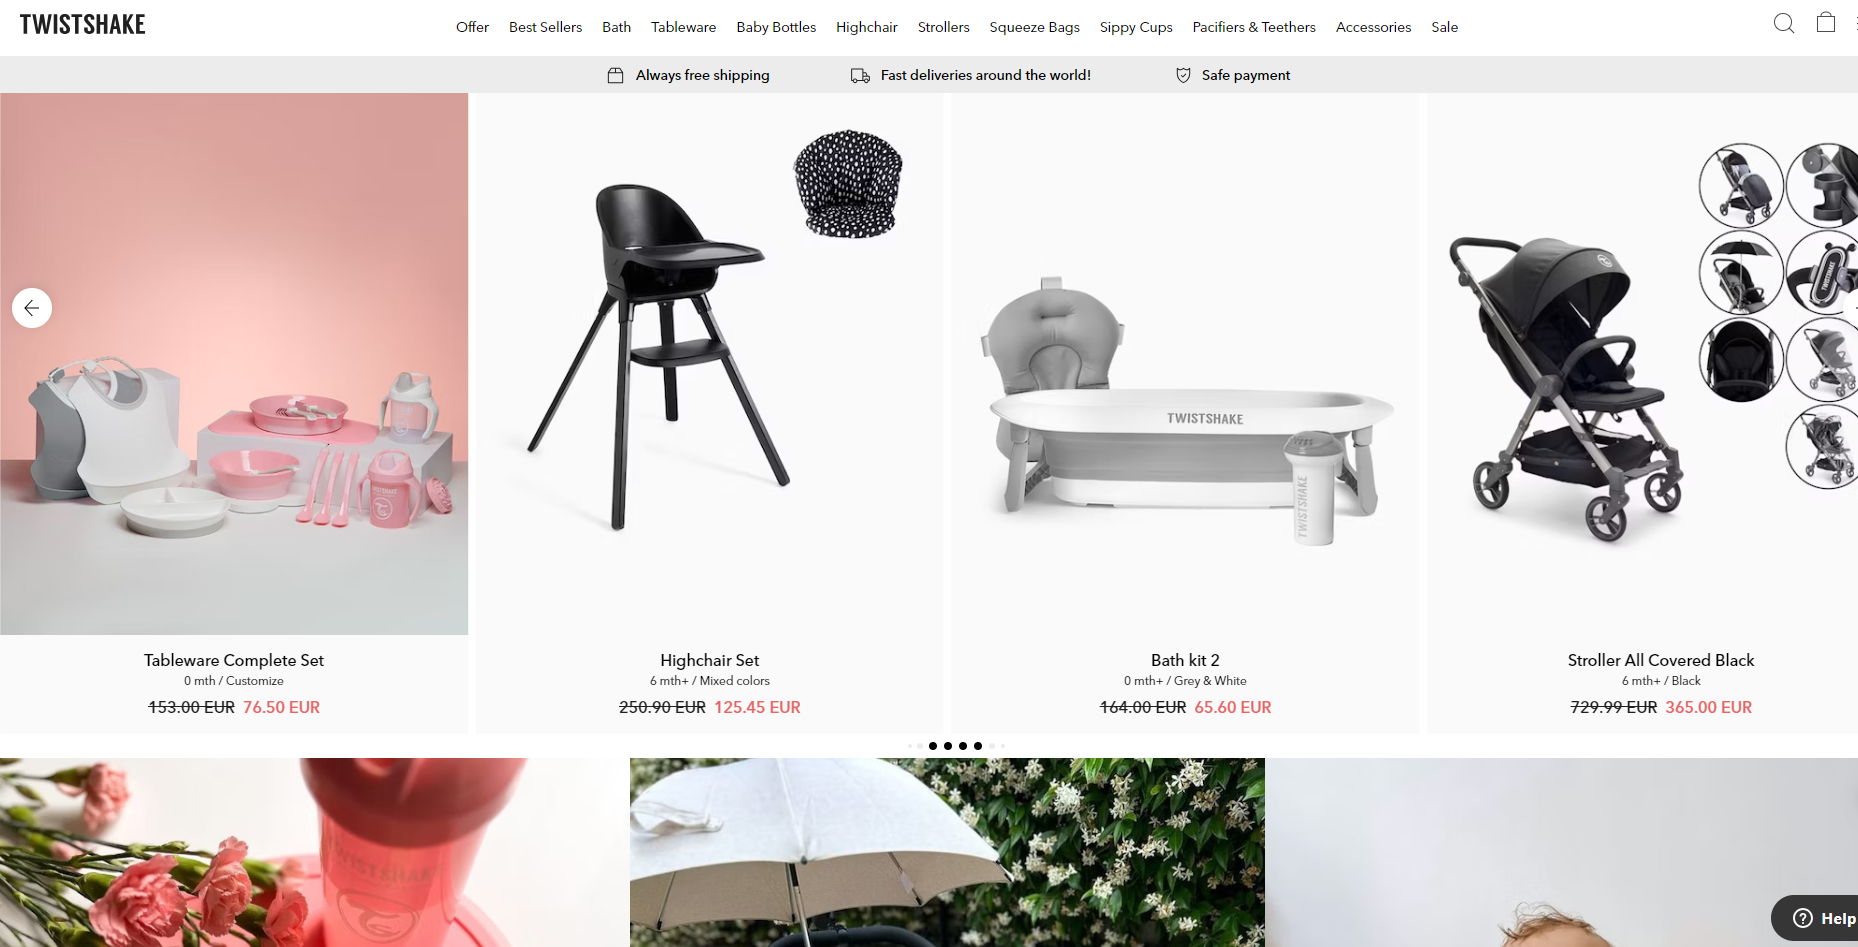 TWISTSHAKE
Offer
Best Sellers
Bath
Tableware
Baby Bottles
Highchair
Strollers
Squeeze Bags
Sippy Cups
Pacifiers & Teethers
Accessories
Sale
Always free shipping
Fast deliveries around the world!
Safe payment
TWISTSHAKE
TWISTSHAKE
TWISTSHAKE
Tableware Complete Set
0 mth / Customize
153.00 EUR 76.50 EUR
Highchair Set
6 mth+ / Mixed colors
250.90 EUR 125.45 EUR
Bath kit 2
0 mth+ / Grey & White
164.00 EUR 65.60 EUR
Stroller All Covered Black
6 mth+ / Black
729.99 EUR 365.00 EUR
TWISTSHAKE
Help